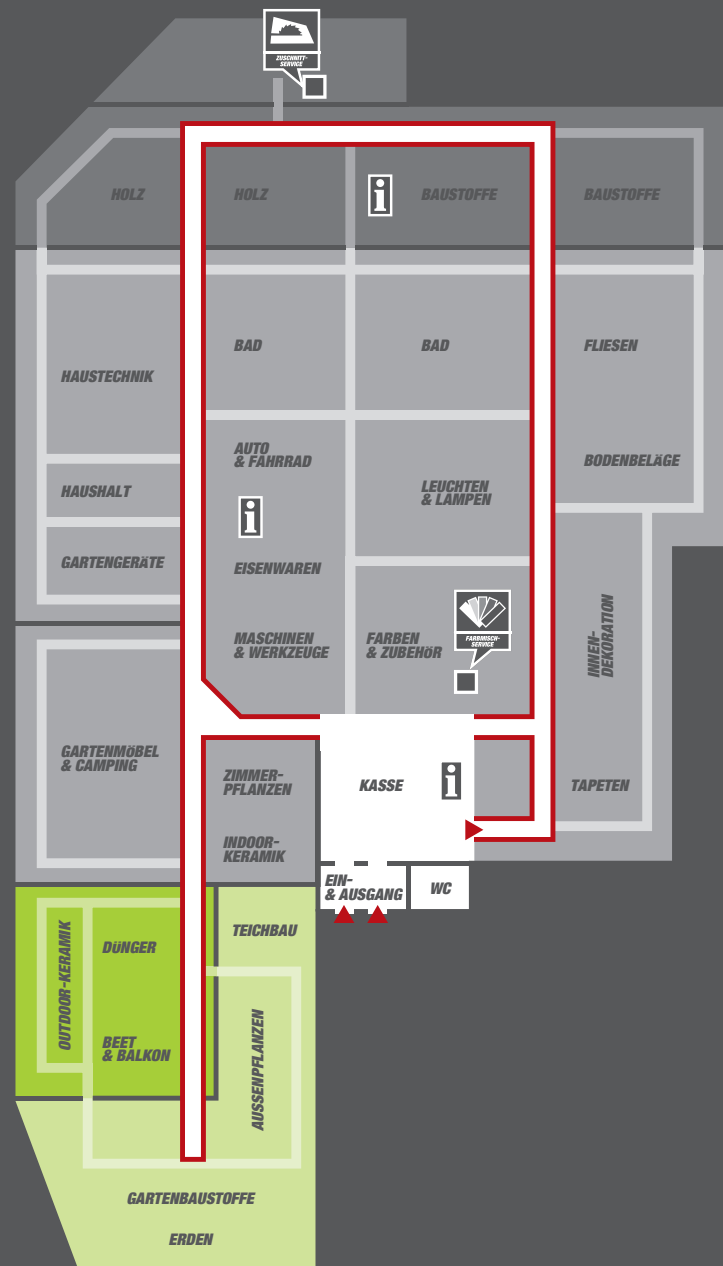 ZUSCHNITT-
SERVICE
HOLZ
HOLZ
i
BAUSTOFFE
BAUSTOFFE
BAD
BAD
FLIESEN
HAUSTECHNIK
AUTO
& FAHRRAD
BODENBELÄGE
HAUSHALT
LEUCHTEN
& LAMPEN
i
GARTENGERÄTE
EISENWAREN
MASCHINEN
& WERKZEUGE
FARBEN
& ZUBEHÖR
FARBMISCH-
SERVICE
INNEN-
DEKORATION
GARTENMÖBEL
& CAMPING
ZIMMER-
PFLANZEN
KASSE
i
TAPETEN
INDOOR-
KERAMIK
EIN-
& AUSGANG
WC
OUTDOOR-KERAMIK
DÜNGER
TEICHBAU
BEET
& BALKON
AUSSENPFLANZEN
GARTENBAUSTOFFE
ERDEN